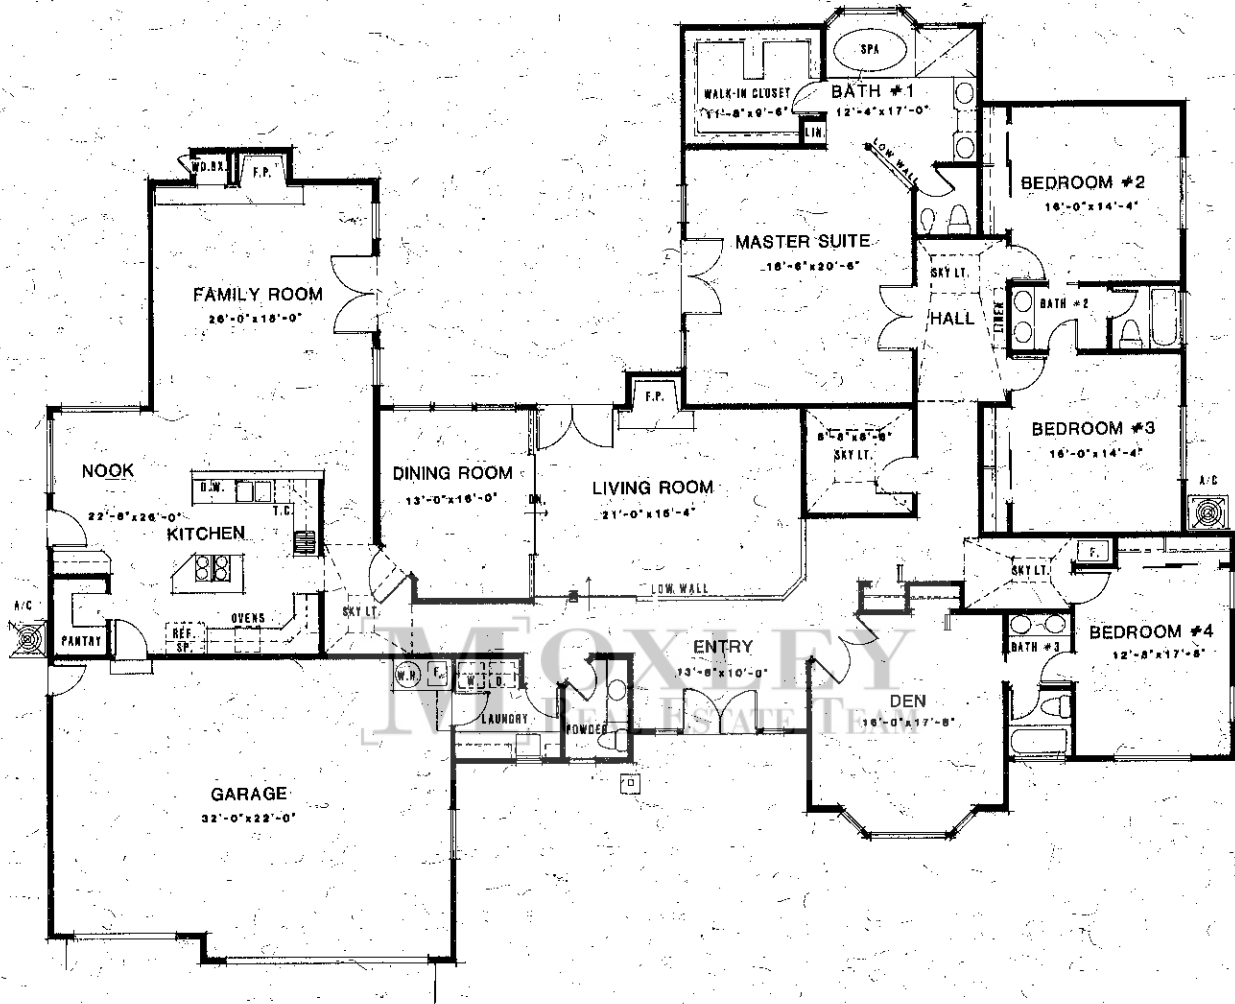 SPA
WALK-IN CLOSET
11'-8"x9'-6"
BATH #1
12'-4"x17'-0"
LIN.
LOW WALL
WD.BX.
F.P.
BEDROOM #2
16'-0"x14'-4"
MASTER SUITE
16'-6"x20'-6"
SKY LT.
FAMILY ROOM
26'-0"x18'-0"
HALL
LINEN
BATH #2
F.P.
BEDROOM #3
16'-0"x14'-4"
SKY LT.
NOOK
DINING ROOM
13'-0"x16'-0"
LIVING ROOM
21'-0"x15'-4"
DN.
A/C
D.W.
T.C.
22'-6"x26'-0"
KITCHEN
F.
SKY LT.
LOW WALL
A/C
PANTRY
REF.
SP.
OVENS
SKY LT.
ENTRY
13'-6"x10'-0"
BATH #3
BEDROOM #4
12'-8"x17'-8"
MOXLEY
REAL ESTATE TEAM
W.H.
F.
W.
D.
LAUNDRY
POWDER
DEN
16'-0"x17'-8"
GARAGE
32'-0"x22'-0"